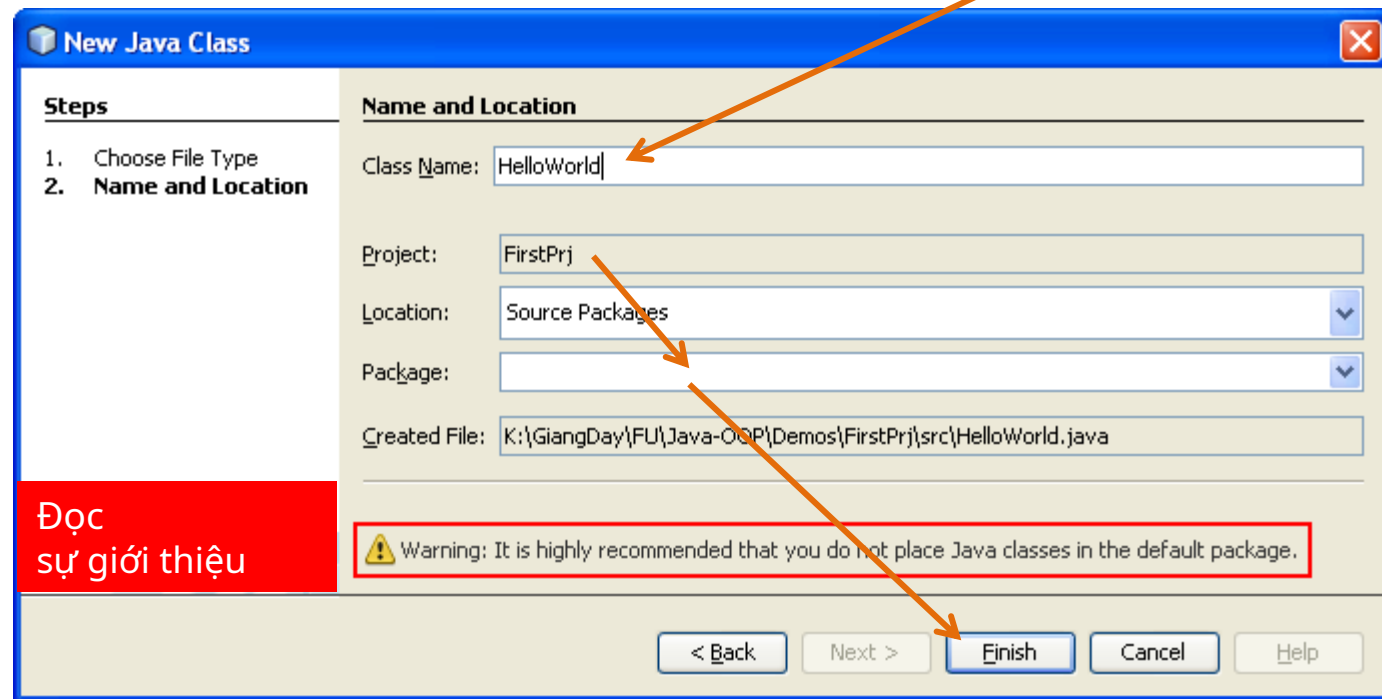 New Java Class
Steps
1. Choose File Type
2. Name and Location
Name and Location
Class Name: HelloWorld
Project: FirstPrj
Location: Source Packages
Package:
Created File: K:\GiangDay\FU\Java-OOP\Demos\FirstPrj\src\HelloWorld.java
Đọc
sự giới thiệu
Warning: It is highly recommended that you do not place Java classes in the default package.
< Back Next > Finish Cancel Help